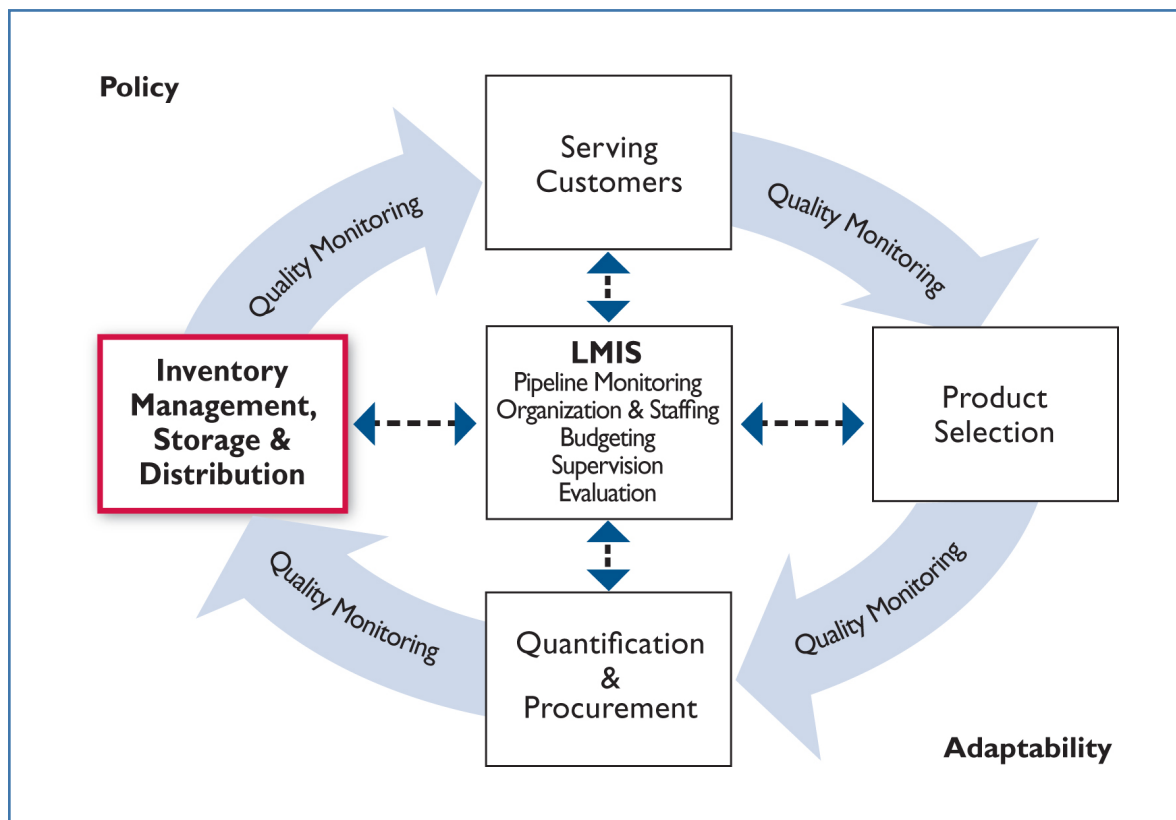 Policy
Serving
Customers
Quality Monitoring
Quality Monitoring
Inventory
Management,
Storage &
Distribution
LMIS
Pipeline Monitoring
Organization & Staffing
Budgeting
Supervision
Evaluation
Product
Selection
Quality Monitoring
Quality Monitoring
Quantification
&
Procurement
Adaptability